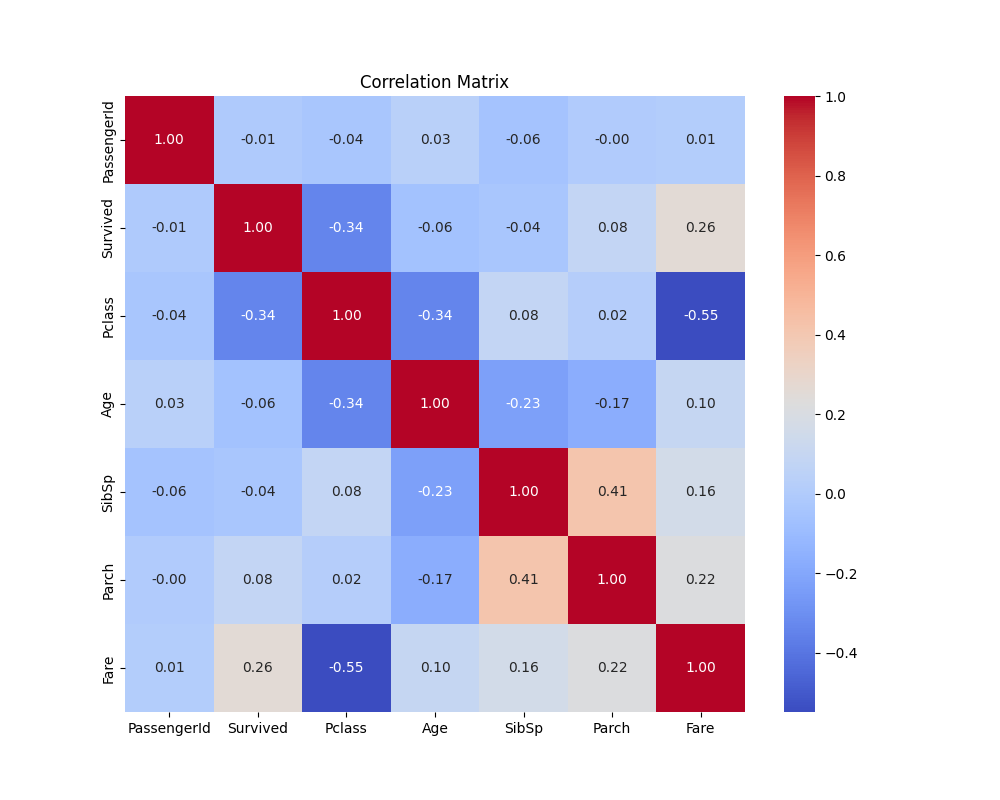 Correlation Matrix
PassengerId 1.00 -0.01 -0.04 0.03 -0.06 -0.00 0.01
Survived -0.01 1.00 -0.34 -0.06 -0.04 0.08 0.26
Pclass -0.04 -0.34 1.00 -0.34 0.08 0.02 -0.55
Age 0.03 -0.06 -0.34 1.00 -0.23 -0.17 0.10
SibSp -0.06 -0.04 0.08 -0.23 1.00 0.41 0.16
Parch -0.00 0.08 0.02 -0.17 0.41 1.00 0.22
Fare 0.01 0.26 -0.55 0.10 0.16 0.22 1.00
PassengerId Survived Pclass Age SibSp Parch Fare
1.0
0.8
0.6
0.4
0.2
0.0
−0.2
−0.4